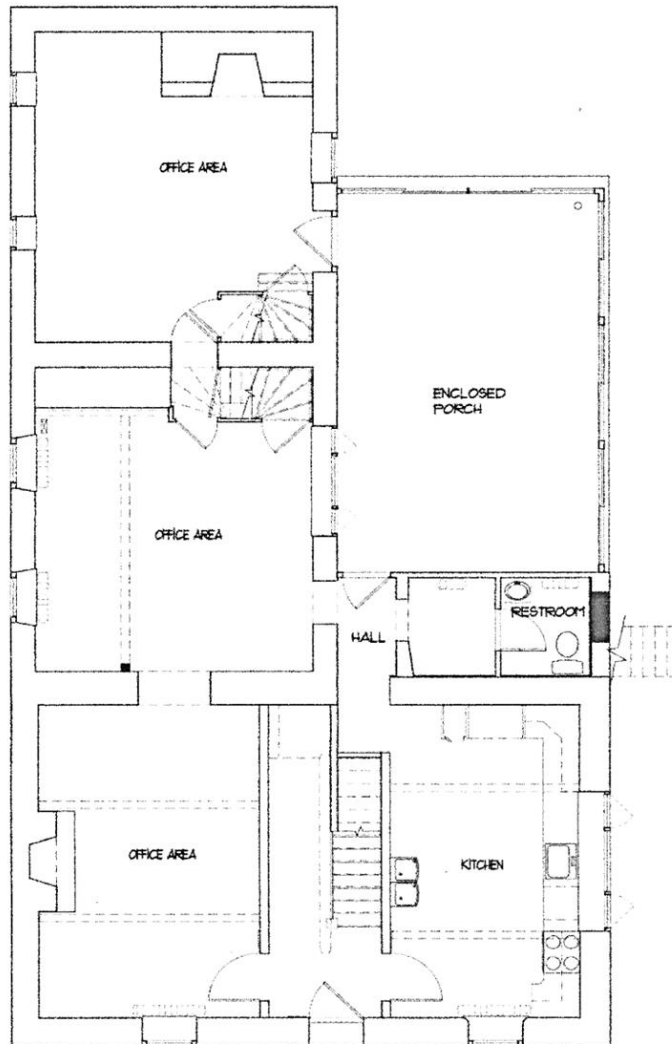 OFFICE AREA
ENCLOSED
PORCH
OFFICE AREA
RESTROOM
HALL
OFFICE AREA
KITCHEN